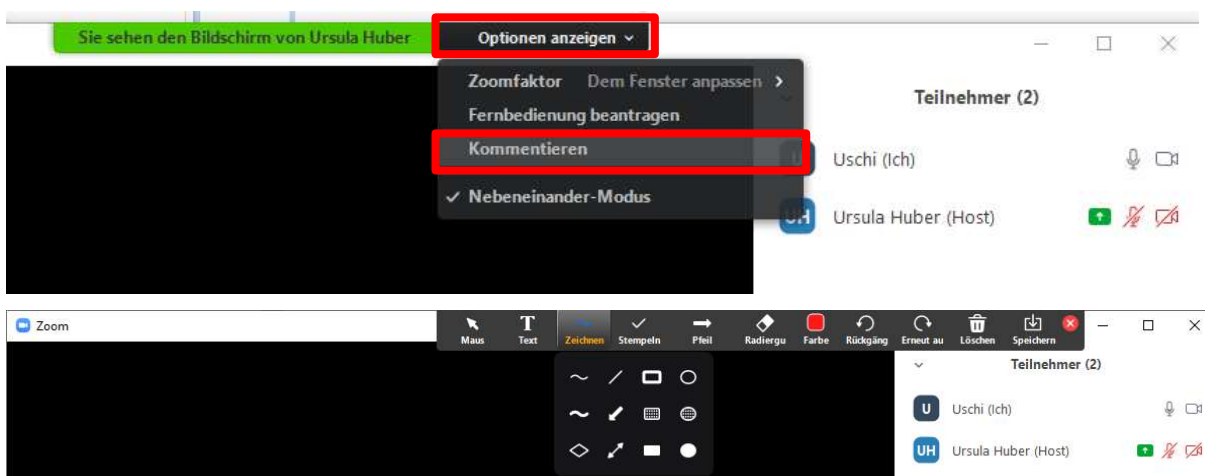 Sie sehen den Bildschirm von Ursula Huber
Optionen anzeigen
Zoomfaktor Dem Fenster anpassen
Fernbedienung beantragen
Kommentieren
Nebeneinander-Modus
Teilnehmer (2)
Uschi (Ich)
UH Ursula Huber (Host)
Zoom
Maus
T
Text
Zeichnen
Stempeln
Pfeil
Radiergu
Farbe
Rückgäng
Erneut au
Löschen
Speichern
Teilnehmer (2)
U Uschi (Ich)
UH Ursula Huber (Host)